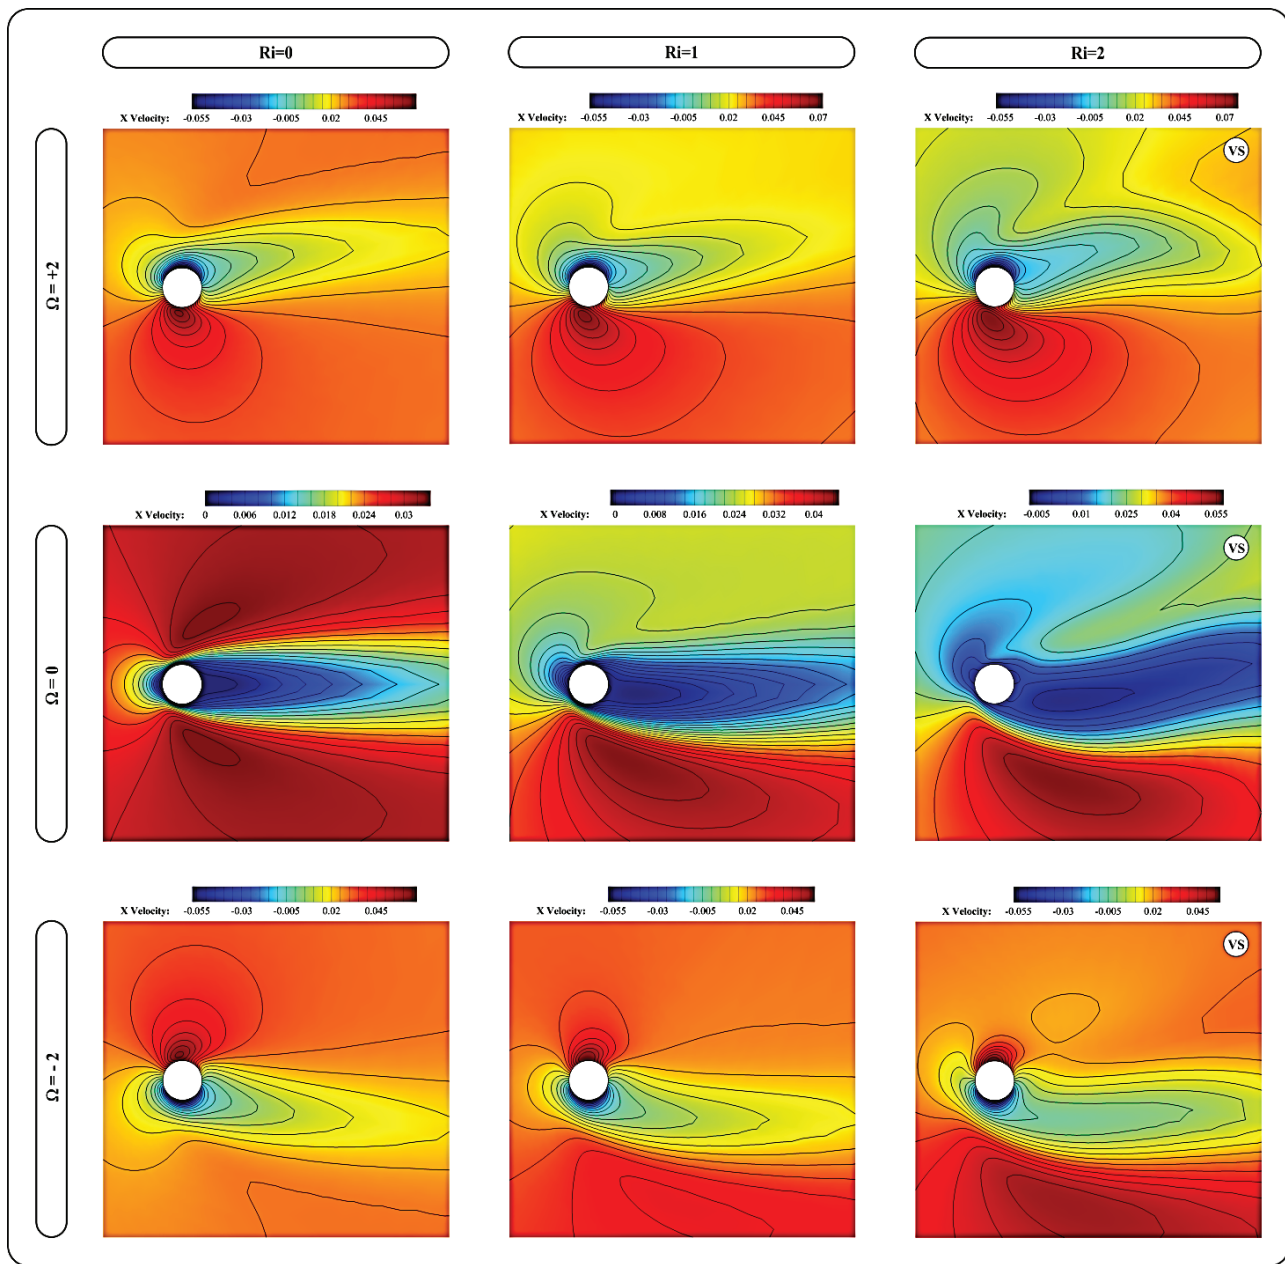 Ri=0 Ri=1 Ri=2
X Velocity: -0.055 -0.03 -0.005 0.02 0.045
X Velocity: -0.055 -0.03 -0.005 0.02 0.045 0.07
X Velocity: -0.055 -0.03 -0.005 0.02 0.045 0.07
VS
Ω = +2
X Velocity: 0 0.006 0.012 0.018 0.024 0.03
X Velocity: 0 0.008 0.016 0.024 0.032 0.04
X Velocity: -0.005 0.01 0.025 0.04 0.055
VS
Ω = 0
X Velocity: -0.055 -0.03 -0.005 0.02 0.045
X Velocity: -0.055 -0.03 -0.005 0.02 0.045
X Velocity: -0.055 -0.03 -0.005 0.02 0.045
VS
Ω = - 2